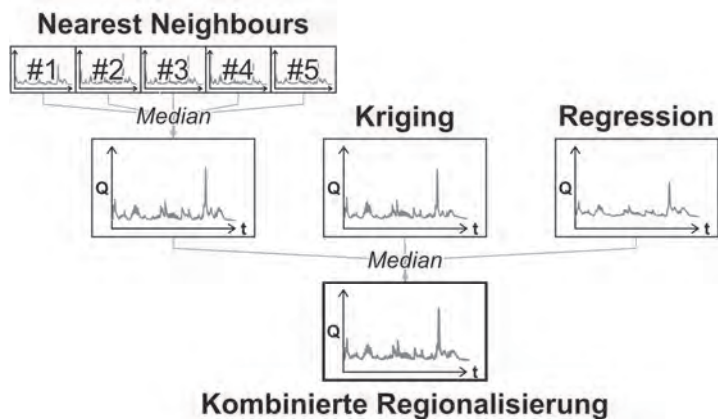 Nearest Neighbours
#1 #2 #3 #4 #5
Median
Kriging
Regression
Q
t
Q
t
Q
t
Median
Q
t
Kombinierte Regionalisierung